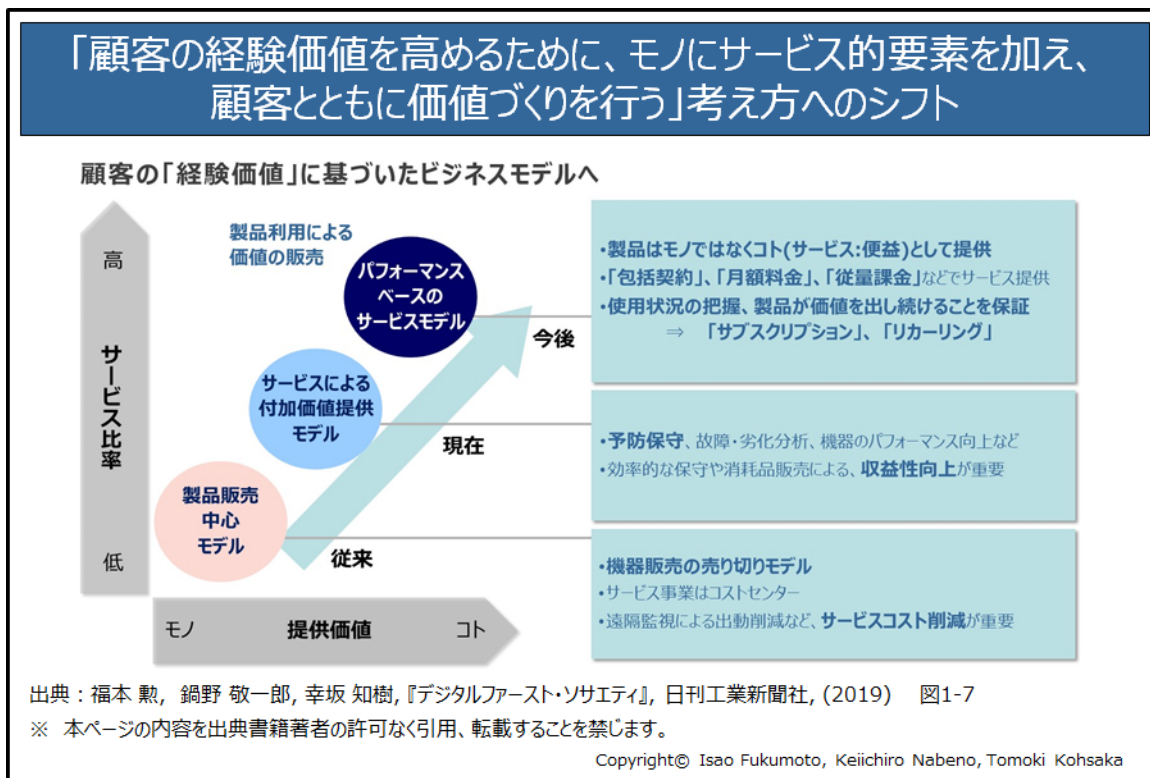 「顧客の経験価値を高めるために、モノにサービス的要素を加え、
顧客とともに価値づくりを行う」考え方へのシフト
顧客の「経験価値」に基づいたビジネスモデルへ
高
サービス比率
低
製品利用による
価値の販売
パフォーマンス
ベースの
サービスモデル
今後
・製品はモノではなくコト(サービス:便益)として提供
・「包括契約」、「月額料金」、「従量課金」などでサービス提供
・使用状況の把握、製品が価値を出し続けることを保証
⇒ 「サブスクリプション」、「リカーリング」
サービスによる
付加価値提供
モデル
現在
・予防保守、故障・劣化分析、機器のパフォーマンス向上など
・効率的な保守や消耗品販売による、収益性向上が重要
製品販売
中心
モデル
従来
・機器販売の売り切りモデル
・サービス事業はコストセンター
・遠隔監視による出動削減など、サービスコスト削減が重要
モノ 提供価値 コト
出典：福本 勲, 鍋野 敬一郎, 幸坂 知樹,『デジタルファースト・ソサエティ』, 日刊工業新聞社, (2019) 図1-7
※ 本ページの内容を出典書籍著者の許可なく引用、転載することを禁じます。
Copyright© Isao Fukumoto, Keiichiro Nabeno, Tomoki Kohsaka